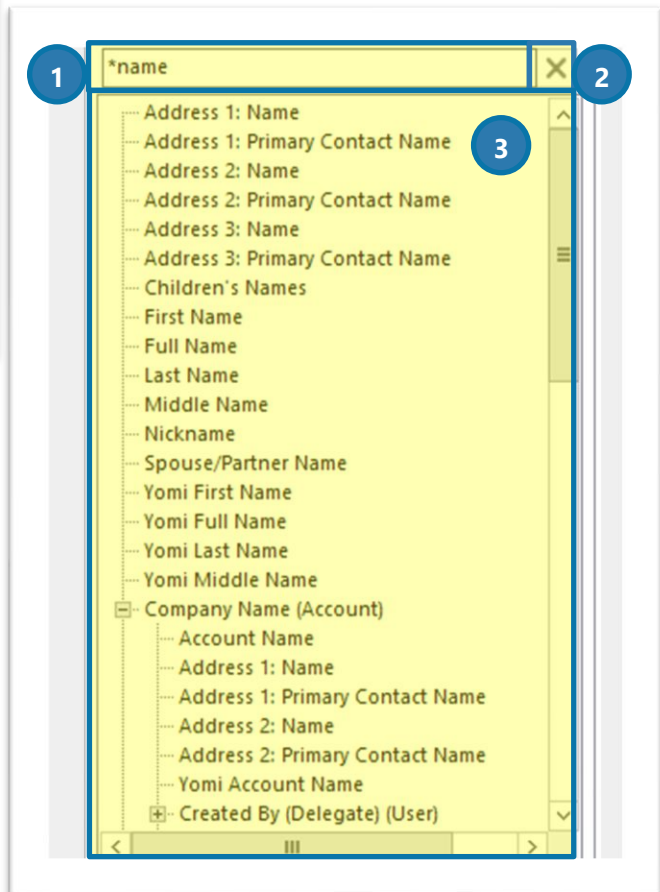 1
*name
2
3
Address 1: Name
Address 1: Primary Contact Name
Address 2: Name
Address 2: Primary Contact Name
Address 3: Name
Address 3: Primary Contact Name
Children's Names
First Name
Full Name
Last Name
Middle Name
Nickname
Spouse/Partner Name
Yomi First Name
Yomi Full Name
Yomi Last Name
Yomi Middle Name
Company Name (Account)
Account Name
Address 1: Name
Address 1: Primary Contact Name
Address 2: Name
Address 2: Primary Contact Name
Yomi Account Name
Created By (Delegate) (User)